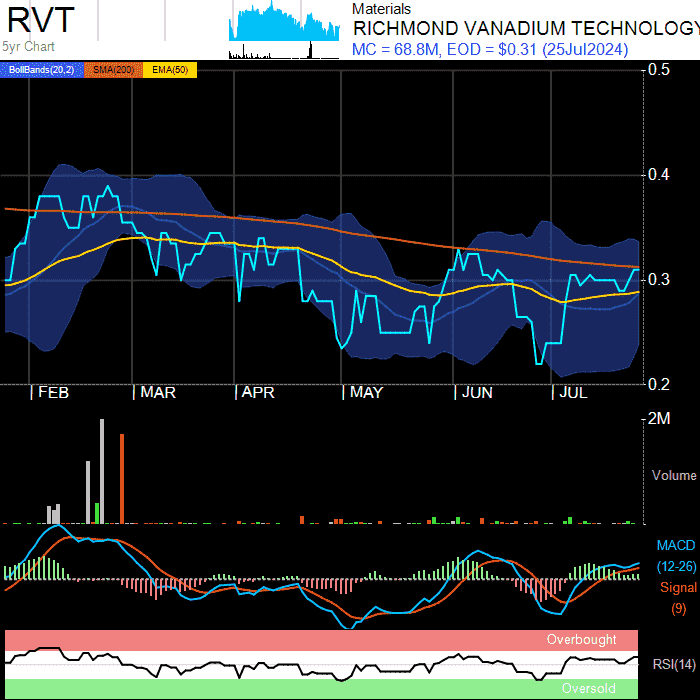 RVT
5yr Chart
Materials
RICHMOND VANADIUM TECHNOLOGY
MC = 68.8M, EOD = $0.31 (25Jul2024)
BollBands(20,2) SMA(200) EMA(50)
0.5
0.4
0.3
0.2
FEB MAR APR MAY JUN JUL
2M
Volume
MACD
(12-26)
Signal
(9)
Overbought
RSI(14)
Oversold